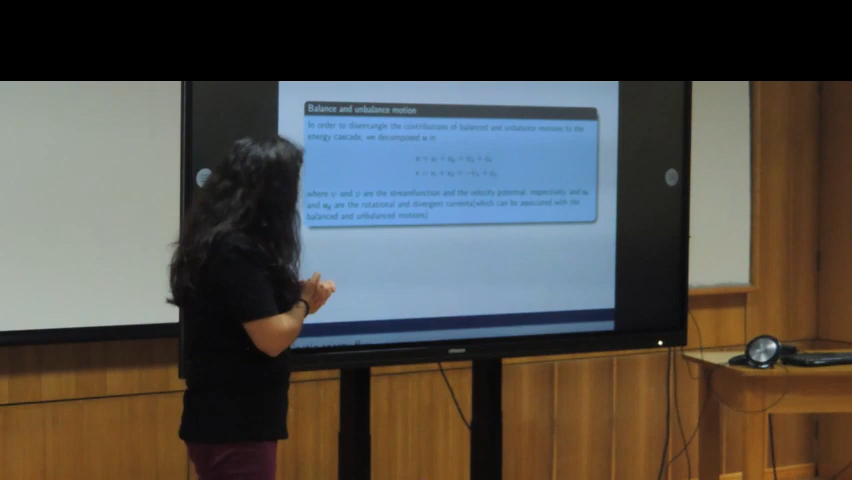 Balance and unbalance motion
In order to disentangle the contributions of balanced and unbalance motions to the
energy cascade, we decomposed u in
where ψ and φ are the streamfunction and the velocity potential, respectively, and
and are the rotational and divergent currents(which can be associated with the
balanced and unbalanced motions)